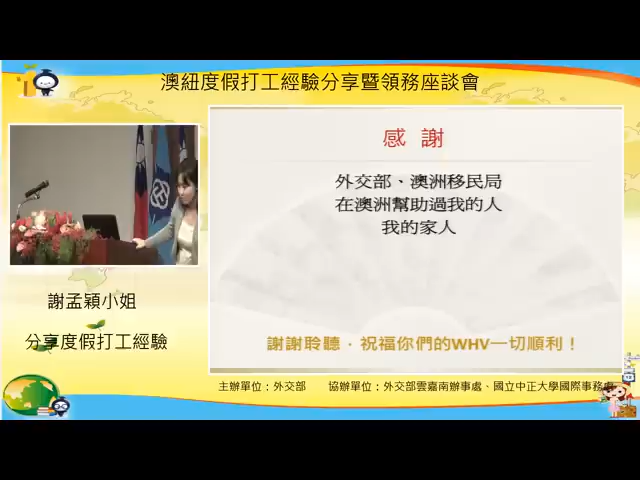 澳紐度假打工經驗分享暨領務座談會
感 謝
外交部、澳洲移民局
在澳洲幫助過我的人
我的家人
謝謝聆聽，祝福你們的WHV一切順利！
謝孟穎小姐
分享度假打工經驗
主辦單位：外交部 協辦單位：外交部雲嘉南辦事處、國立中正大學國際事務處